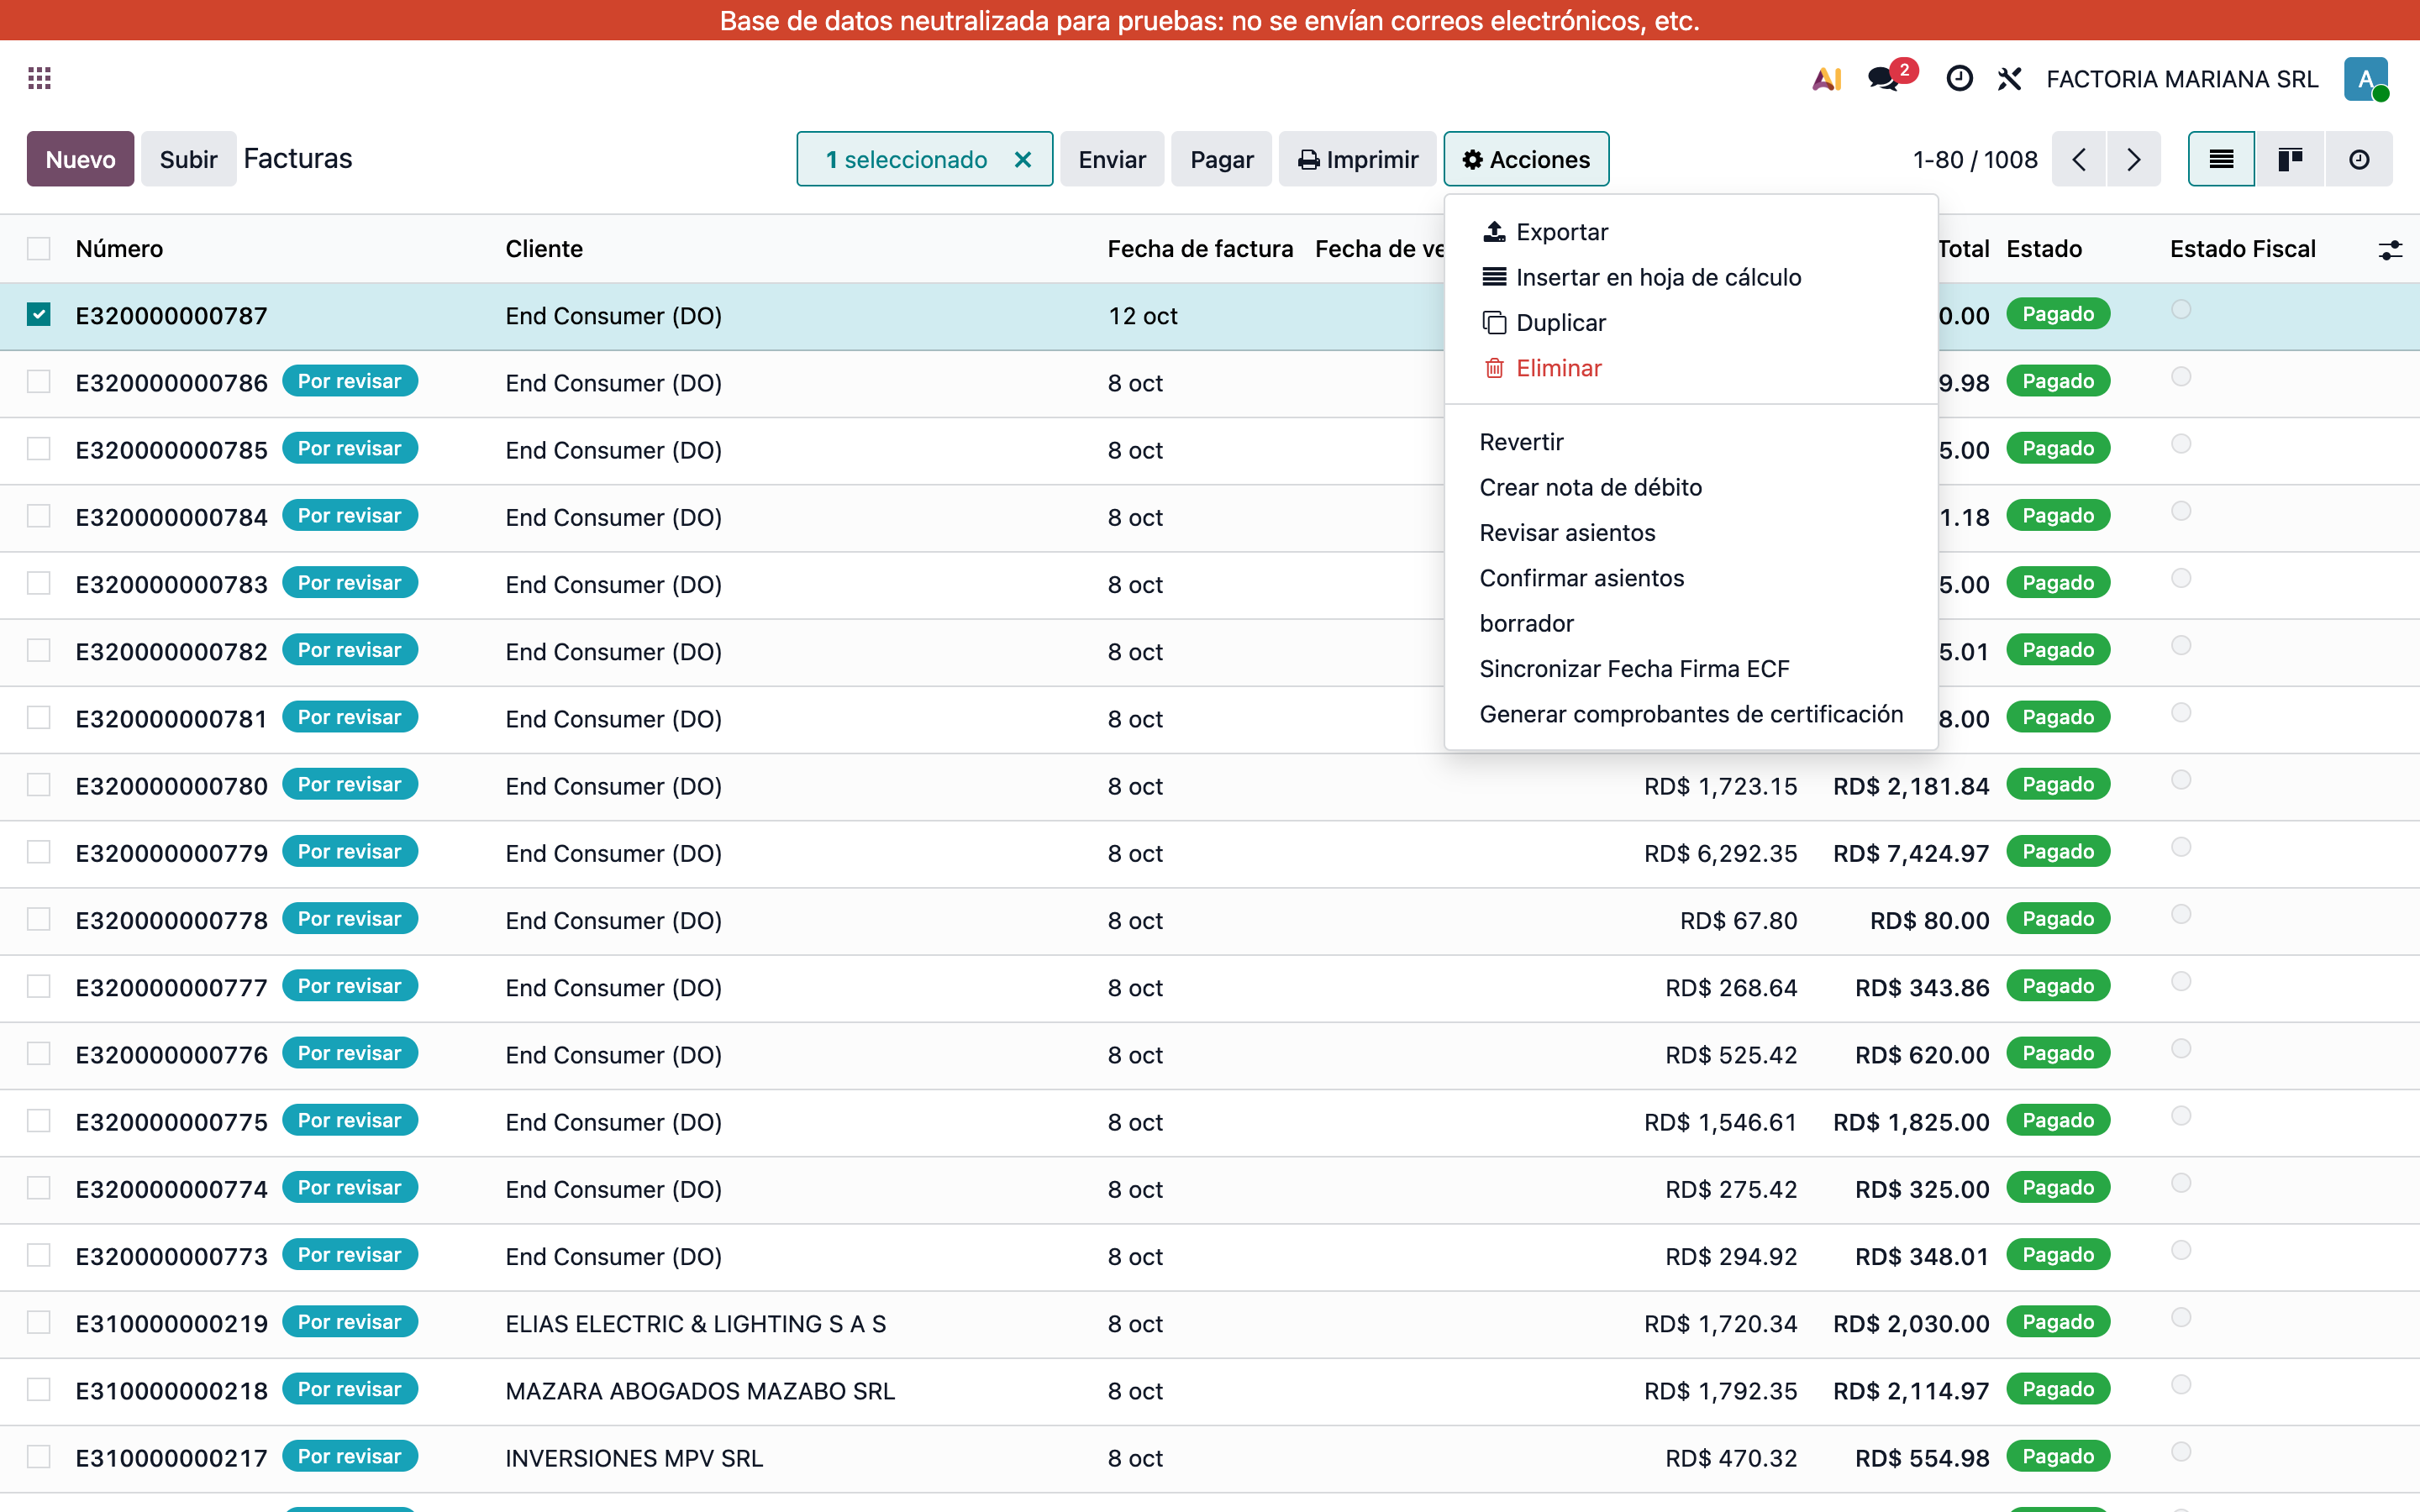 Base de datos neutralizada para pruebas: no se envían correos electrónicos, etc.
AI 2 FACTORIA MARIANA SRL A
Nuevo Subir Facturas 1 seleccionado Enviar Pagar Imprimir Acciones 1-80 / 1008
Número Cliente Fecha de factura Fecha de ve Total Estado Estado Fiscal
Exportar
Insertar en hoja de cálculo
Duplicar
Eliminar
Revertir
Crear nota de débito
Revisar asientos
Confirmar asientos
borrador
Sincronizar Fecha Firma ECF
Generar comprobantes de certificación
E320000000787 End Consumer (DO) 12 oct 0.00 Pagado
E320000000786 Por revisar End Consumer (DO) 8 oct 9.98 Pagado
E320000000785 Por revisar End Consumer (DO) 8 oct 5.00 Pagado
E320000000784 Por revisar End Consumer (DO) 8 oct 1.18 Pagado
E320000000783 Por revisar End Consumer (DO) 8 oct 5.00 Pagado
E320000000782 Por revisar End Consumer (DO) 8 oct 5.01 Pagado
E320000000781 Por revisar End Consumer (DO) 8 oct 8.00 Pagado
E320000000780 Por revisar End Consumer (DO) 8 oct RD$ 1,723.15 RD$ 2,181.84 Pagado
E320000000779 Por revisar End Consumer (DO) 8 oct RD$ 6,292.35 RD$ 7,424.97 Pagado
E320000000778 Por revisar End Consumer (DO) 8 oct RD$ 67.80 RD$ 80.00 Pagado
E320000000777 Por revisar End Consumer (DO) 8 oct RD$ 268.64 RD$ 343.86 Pagado
E320000000776 Por revisar End Consumer (DO) 8 oct RD$ 525.42 RD$ 620.00 Pagado
E320000000775 Por revisar End Consumer (DO) 8 oct RD$ 1,546.61 RD$ 1,825.00 Pagado
E320000000774 Por revisar End Consumer (DO) 8 oct RD$ 275.42 RD$ 325.00 Pagado
E320000000773 Por revisar End Consumer (DO) 8 oct RD$ 294.92 RD$ 348.01 Pagado
E310000000219 Por revisar ELIAS ELECTRIC & LIGHTING S A S 8 oct RD$ 1,720.34 RD$ 2,030.00 Pagado
E310000000218 Por revisar MAZARA ABOGADOS MAZABO SRL 8 oct RD$ 1,792.35 RD$ 2,114.97 Pagado
E310000000217 Por revisar INVERSIONES MPV SRL 8 oct RD$ 470.32 RD$ 554.98 Pagado